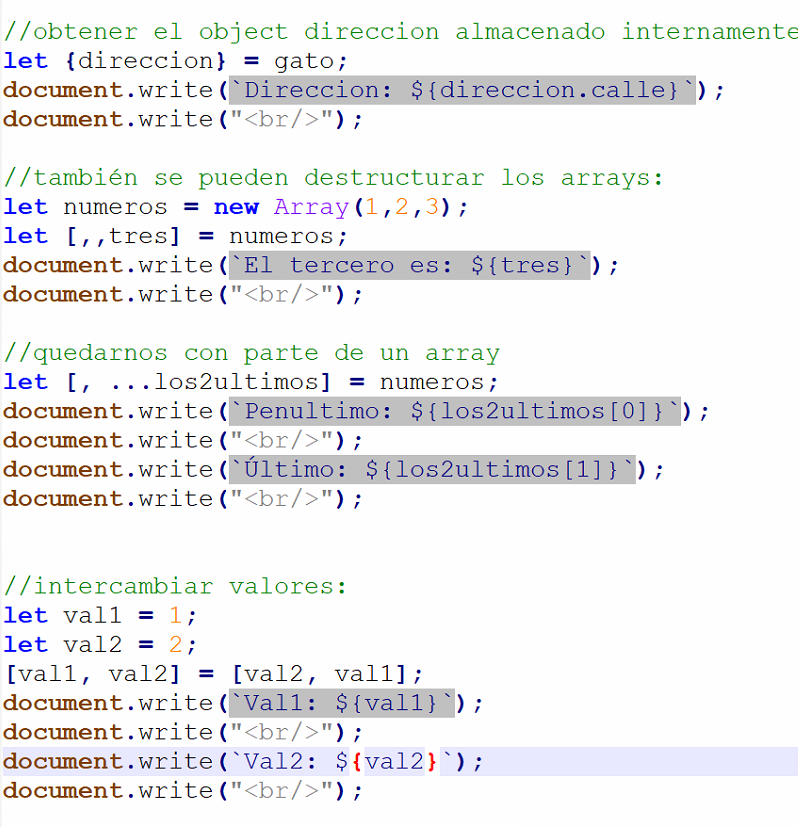 //obtener el object direccion almacenado internamente
let {direccion} = gato;
document.write(`Direccion: ${direccion.calle}`);
document.write("<br/>");
//también se pueden destructurar los arrays:
let numeros = new Array(1,2,3);
let [,,tres] = numeros;
document.write(`El tercero es: ${tres}`);
document.write("<br/>");
//quedarnos con parte de un array
let [, ...los2ultimos] = numeros;
document.write(`Penultimo: ${los2ultimos[0]}`);
document.write("<br/>");
document.write(`Último: ${los2ultimos[1]}`);
document.write("<br/>");
//intercambiar valores:
let val1 = 1;
let val2 = 2;
[val1, val2] = [val2, val1];
document.write(`Val1: ${val1}`);
document.write("<br/>");
document.write(`Val2: ${val2}`);
document.write("<br/>");